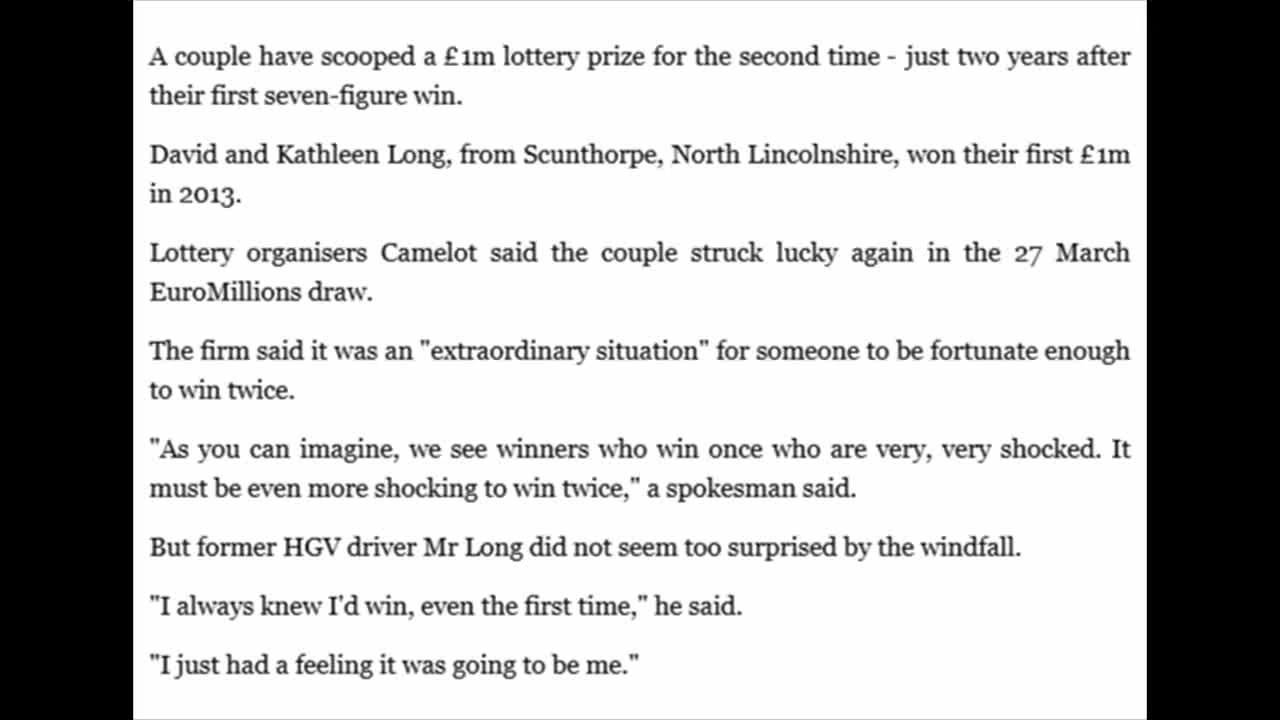 A couple have scooped a £1m lottery prize for the second time - just two years after
their first seven-figure win.
David and Kathleen Long, from Scunthorpe, North Lincolnshire, won their first £1m
in 2013.
Lottery organisers Camelot said the couple struck lucky again in the 27 March
EuroMillions draw.
The firm said it was an "extraordinary situation" for someone to be fortunate enough
to win twice.
"As you can imagine, we see winners who win once who are very, very shocked. It
must be even more shocking to win twice," a spokesman said.
But former HGV driver Mr Long did not seem too surprised by the windfall.
"I always knew I'd win, even the first time," he said.
"I just had a feeling it was going to be me."